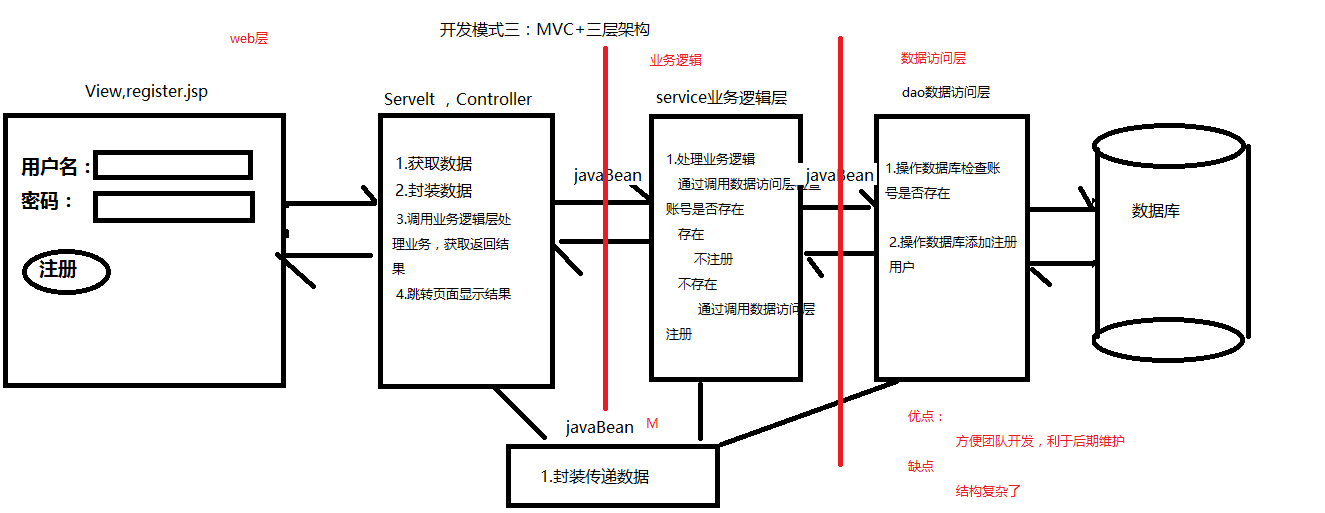 开发模式三：MVC+三层架构
web层
业务逻辑
数据访问层
View,register.jsp
Servelt ，Controller
service业务逻辑层
dao数据访问层
用户名：
密码：
注册
1.获取数据
2.封装数据
3.调用业务逻辑层处
理业务，获取返回结
果
4.跳转页面显示结果
javaBean
1.处理业务逻辑
通过调用数据访问层
账号是否存在
存在
不注册
不存在
通过调用数据访问层
注册
javaBean
1.操作数据库检查账
号是否存在
2.操作数据库添加注册
用户
数据库
javaBean
M
1.封装传递数据
优点：
方便团队开发，利于后期维护
缺点
结构复杂了